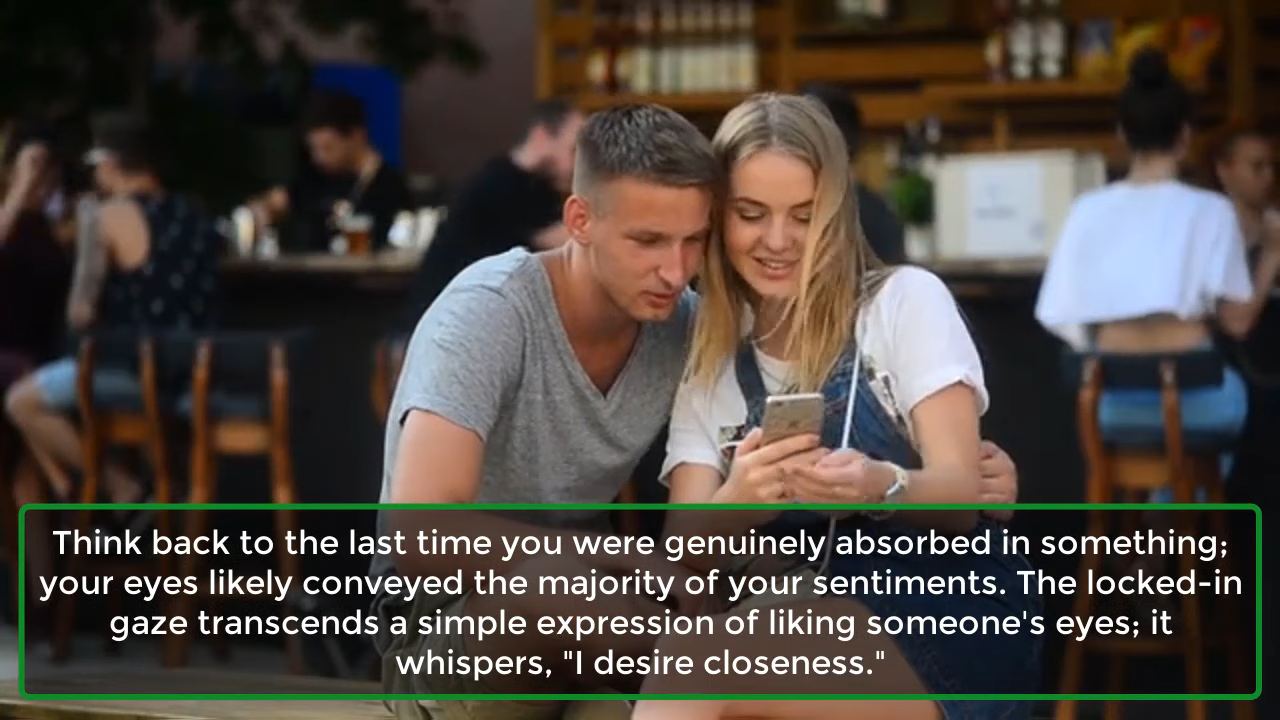 Think back to the last time you were genuinely absorbed in something;
your eyes likely conveyed the majority of your sentiments. The locked-in
gaze transcends a simple expression of liking someone's eyes; it
whispers, "I desire closeness."